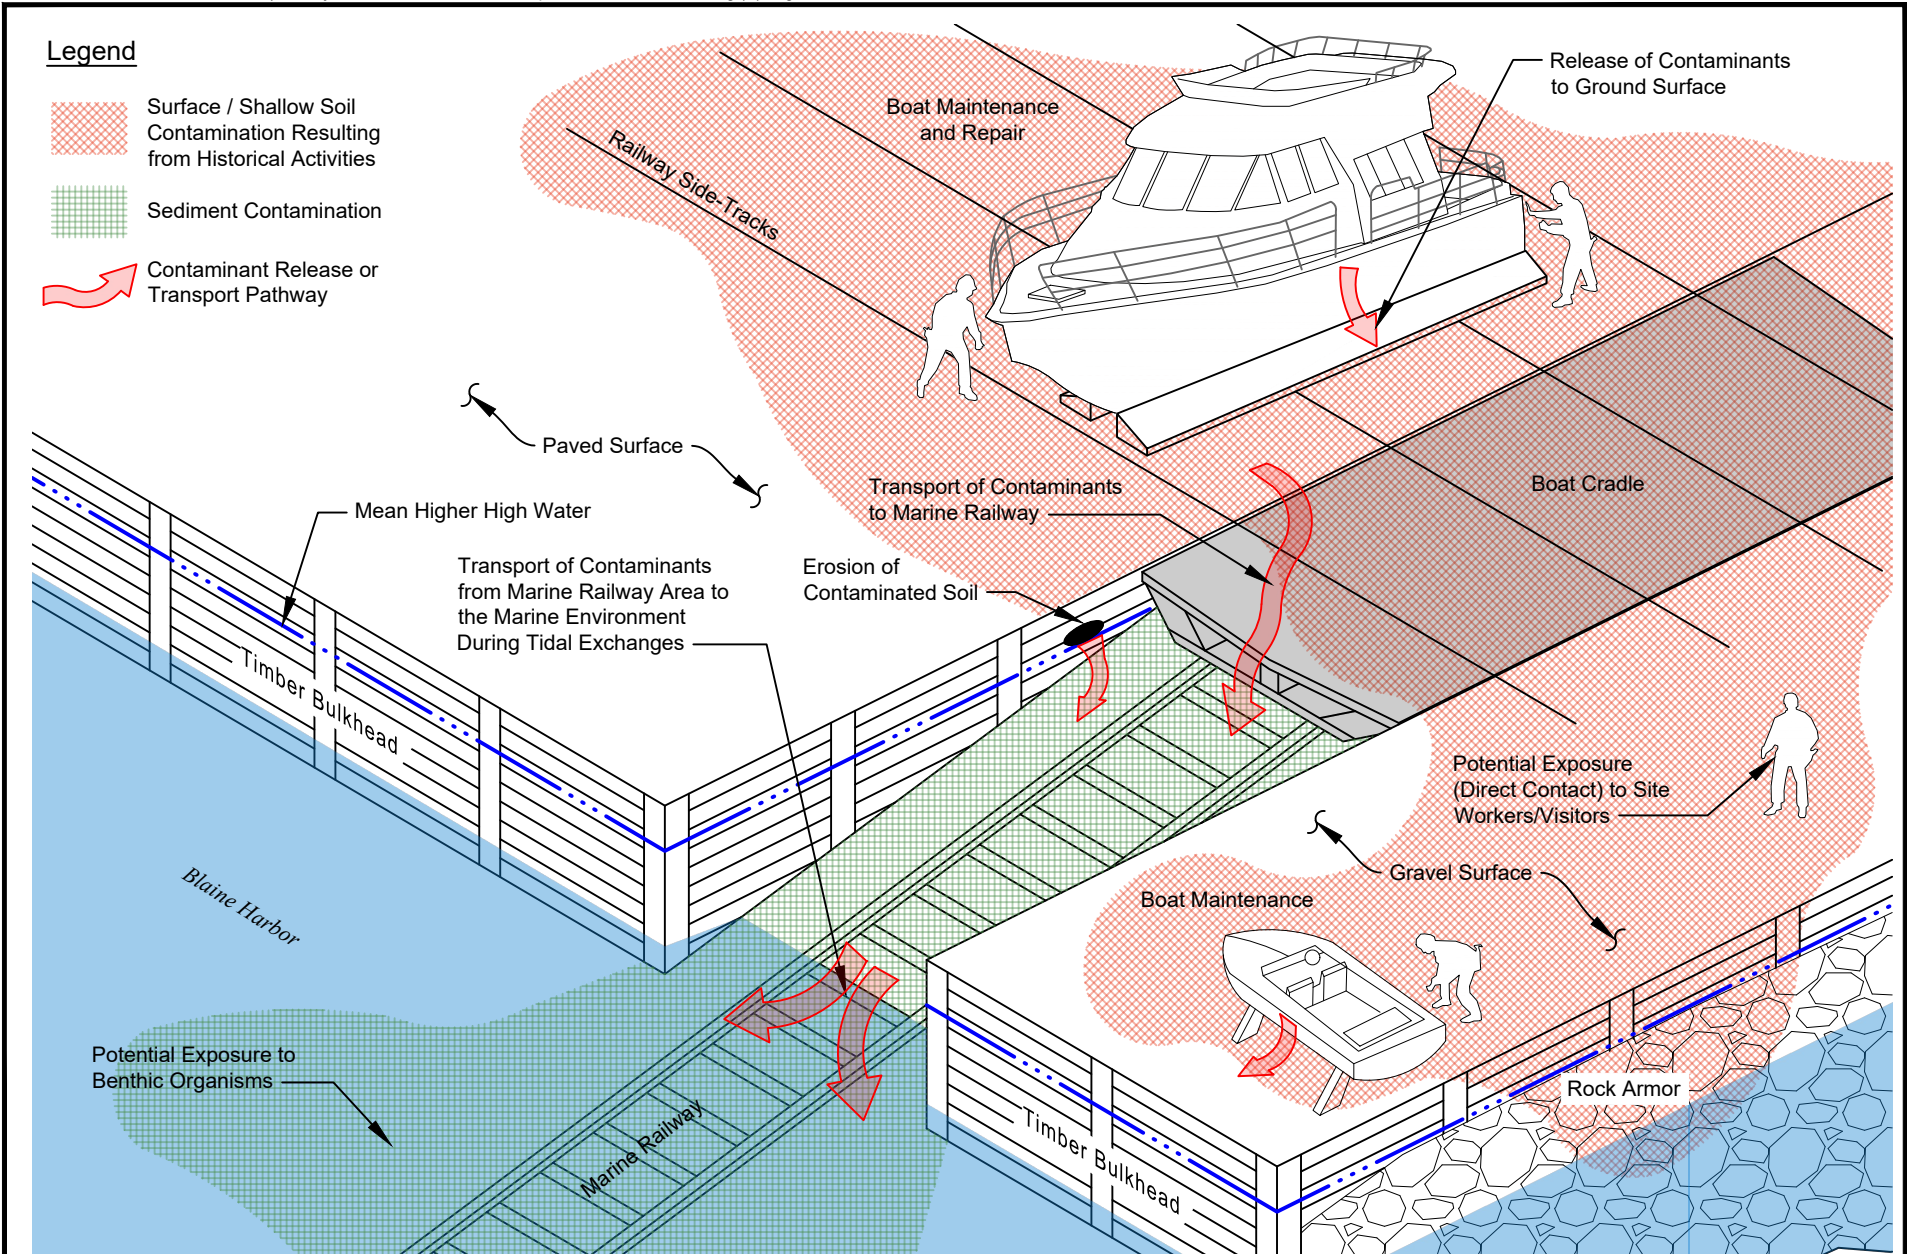 Legend
Surface / Shallow Soil
Contamination Resulting
from Historical Activities
Sediment Contamination
Contaminant Release or
Transport Pathway
Boat Maintenance
and Repair
Release of Contaminants
to Ground Surface
Railway Side-Tracks
Paved Surface
Mean Higher High Water
Transport of Contaminants
to Marine Railway
Boat Cradle
Transport of Contaminants
from Marine Railway Area to
the Marine Environment
During Tidal Exchanges
Erosion of
Contaminated Soil
Timber Bulkhead
Potential Exposure
(Direct Contact) to Site
Workers/Visitors
Gravel Surface
Blaine Harbor
Boat Maintenance
Potential Exposure to
Benthic Organisms
Marine Railway
Rock Armor
Timber Bulkhead